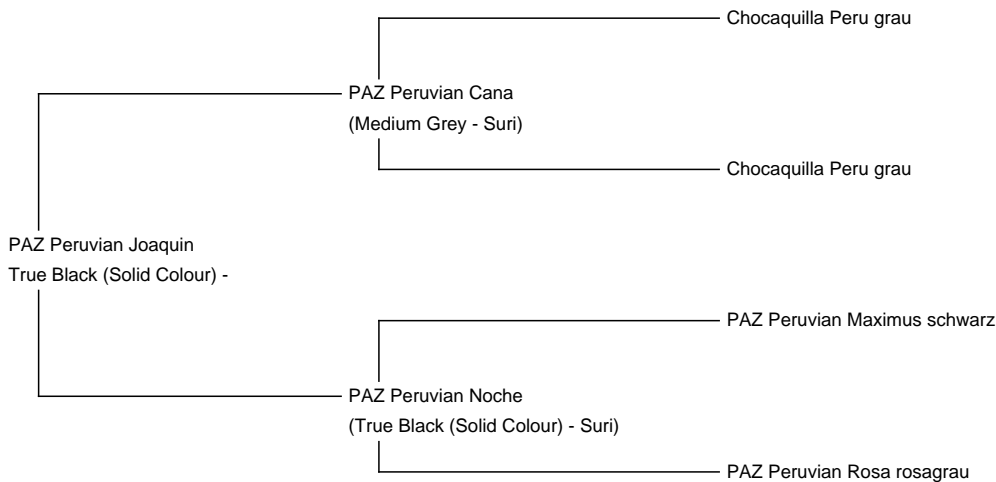 Chocaquilla Peru grau
PAZ Peruvian Cana
(Medium Grey - Suri)
Chocaquilla Peru grau
PAZ Peruvian Joaquin
True Black (Solid Colour) -
PAZ Peruvian Maximus schwarz
PAZ Peruvian Noche
(True Black (Solid Colour) - Suri)
PAZ Peruvian Rosa rosagrau